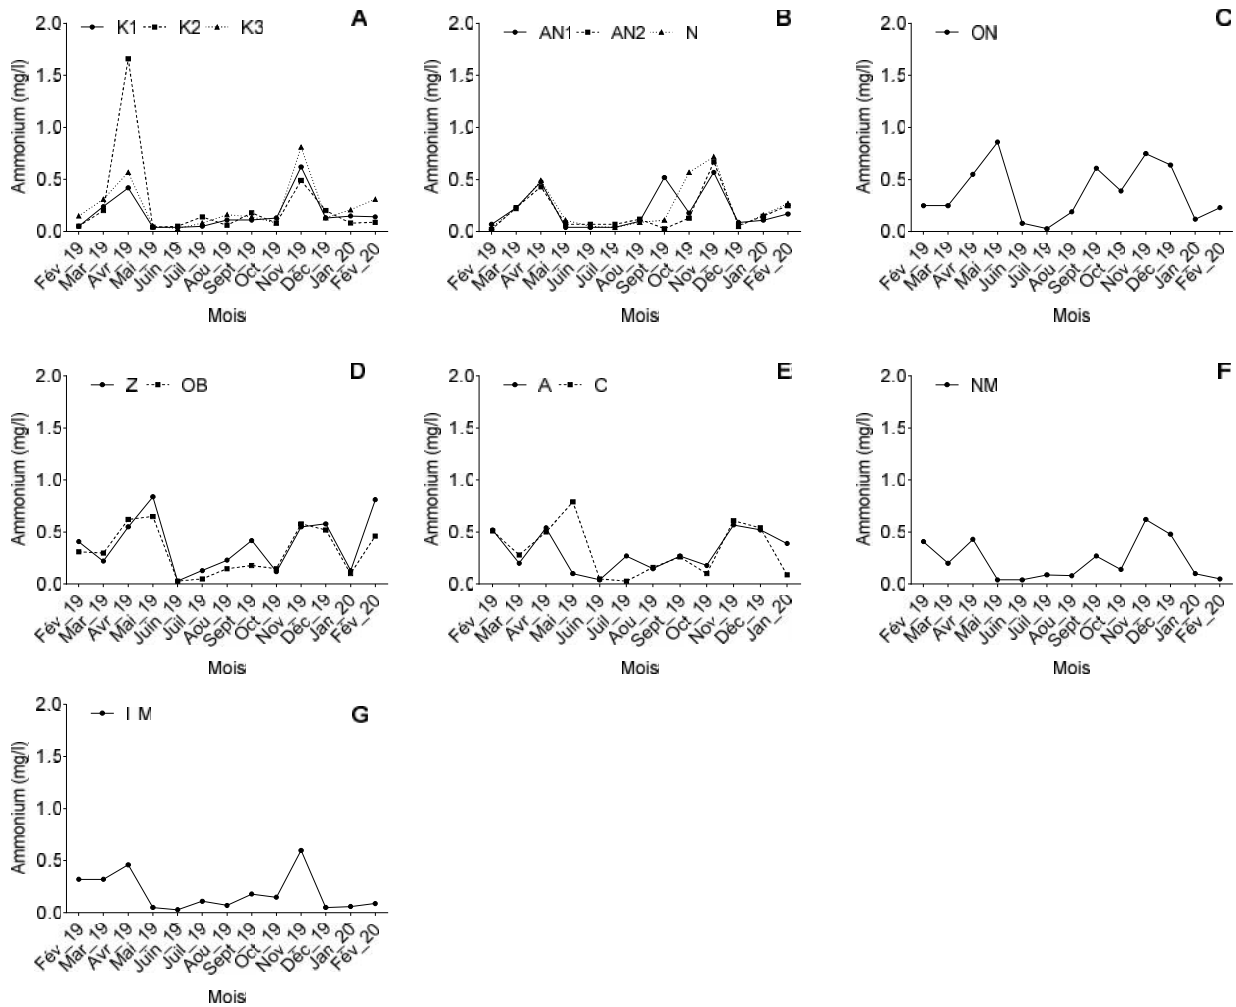 A
K1 K2 K3
Ammonium (mg/l)
2.0
1.5
1.0
0.5
0.0
Fév_19 Mar_19 Avr_19 Mai_19 Juin_19 Juil_19 Aou_19 Sept_19 Oct_19 Nov_19 Déc_19 Jan_20 Fév_20
Mois
B
AN1 AN2 N
Ammonium (mg/l)
2.0
1.5
1.0
0.5
0.0
Fév_19 Mar_19 Avr_19 Mai_19 Juin_19 Juil_19 Aou_19 Sept_19 Oct_19 Nov_19 Déc_19 Jan_20 Fév_20
Mois
C
ON
Ammonium (mg/l)
2.0
1.5
1.0
0.5
0.0
Fév_19 Mar_19 Avr_19 Mai_19 Juin_19 Juil_19 Aou_19 Sept_19 Oct_19 Nov_19 Déc_19 Jan_20 Fév_20
Mois
D
Z OB
Ammonium (mg/l)
2.0
1.5
1.0
0.5
0.0
Fév_19 Mar_19 Avr_19 Mai_19 Juin_19 Juil_19 Aou_19 Sept_19 Oct_19 Nov_19 Déc_19 Jan_20 Fév_20
Mois
E
A C
Ammonium (mg/l)
2.0
1.5
1.0
0.5
0.0
Fév_19 Mar_19 Avr_19 Mai_19 Juin_19 Juil_19 Aou_19 Sept_19 Oct_19 Nov_19 Déc_19 Jan_20
Mois
F
NM
Ammonium (mg/l)
2.0
1.5
1.0
0.5
0.0
Fév_19 Mar_19 Avr_19 Mai_19 Juin_19 Juil_19 Aou_19 Sept_19 Oct_19 Nov_19 Déc_19 Jan_20 Fév_20
Mois
G
I M
Ammonium (mg/l)
2.0
1.5
1.0
0.5
0.0
Fév_19 Mar_19 Avr_19 Mai_19 Juin_19 Juil_19 Aou_19 Sept_19 Oct_19 Nov_19 Déc_19 Jan_20 Fév_20
Mois